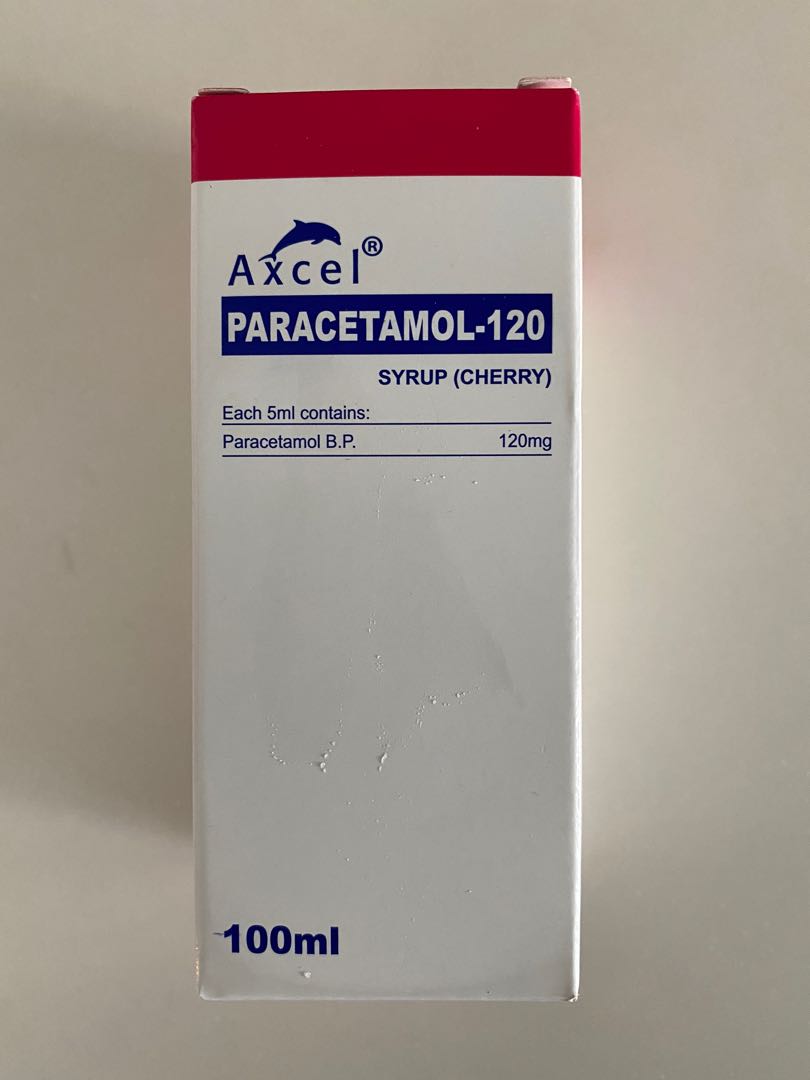 Axcel®
PARACETAMOL-120
SYRUP (CHERRY)
Each 5ml contains:
Paracetamol B.P. 120mg
100ml